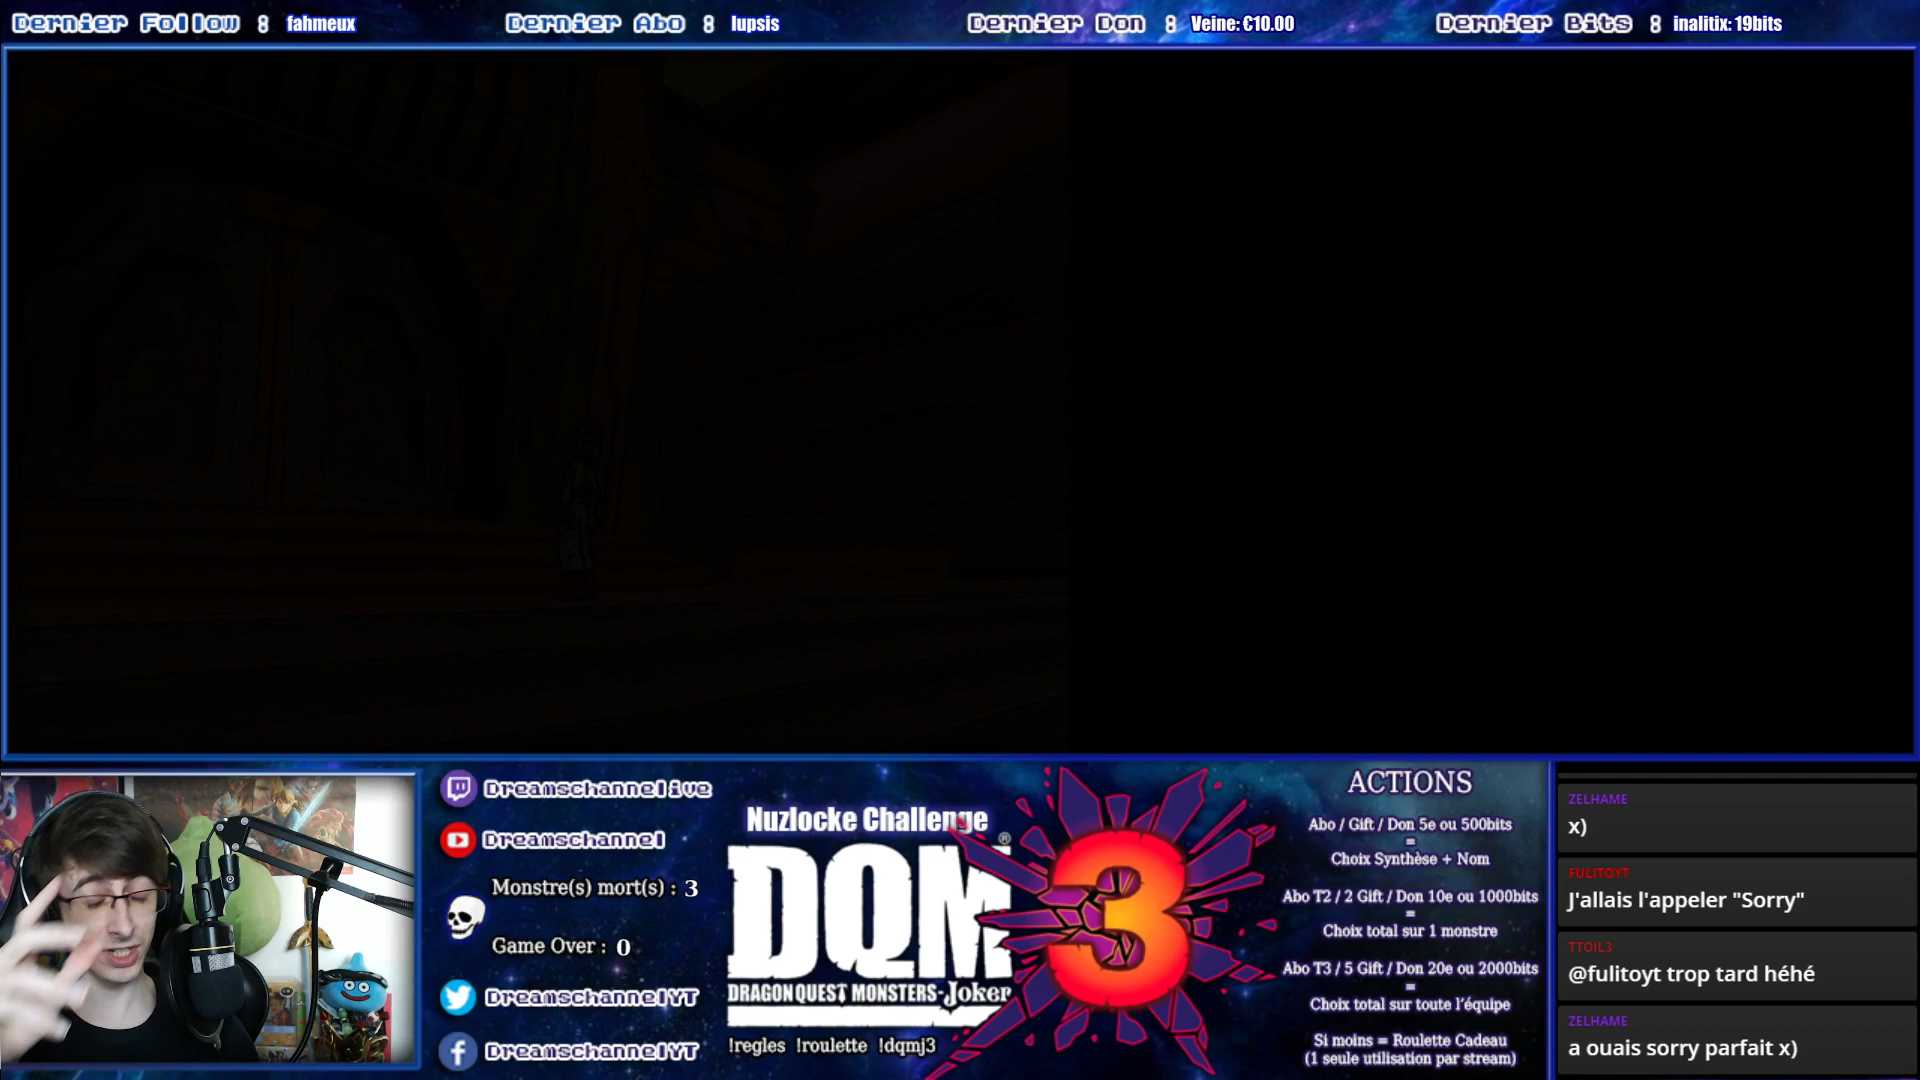 Dernier Follow : fahmeux
Dernier Abo : lupsis
Dernier Don : Veine: €10.00
Dernier Bits : inalitix: 19bits
Dreamschannelive
Dreamschannel
Monstre(s) mort(s) : 3
Game Over : 0
DreamschannelYT
DreamschannelYT
Nuzlocke Challenge
DQM
®
3
DRAGON QUEST MONSTERS-Joker
!regles !roulette !dqmj3
ACTIONS
Abo / Gift / Don 5e ou 500bits
=
Choix Synthèse + Nom
Abo T2 / 2 Gift / Don 10e ou 1000bits
=
Choix total sur 1 monstre
Abo T3 / 5 Gift / Don 20e ou 2000bits
=
Choix total sur toute l'équipe
Si moins = Roulette Cadeau
(1 seule utilisation par stream)
ZELHAME
x)
FULITOYT
J'allais l'appeler "Sorry"
TTOIL3
@fulitoyt trop tard héhé
ZELHAME
a ouais sorry parfait x)